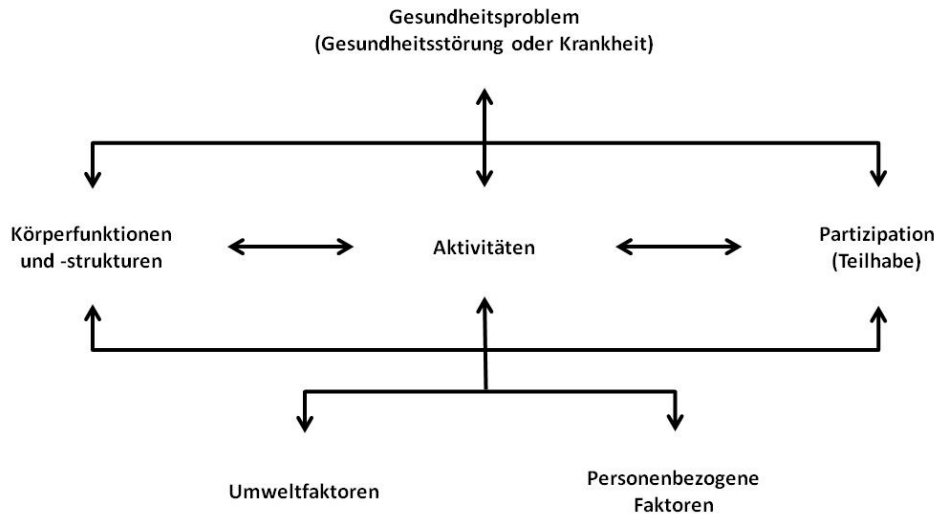 Gesundheitsproblem
(Gesundheitsstörung oder Krankheit)
Körperfunktionen
und -strukturen
Aktivitäten
Partizipation
(Teilhabe)
Umweltfaktoren
Personenbezogene
Faktoren